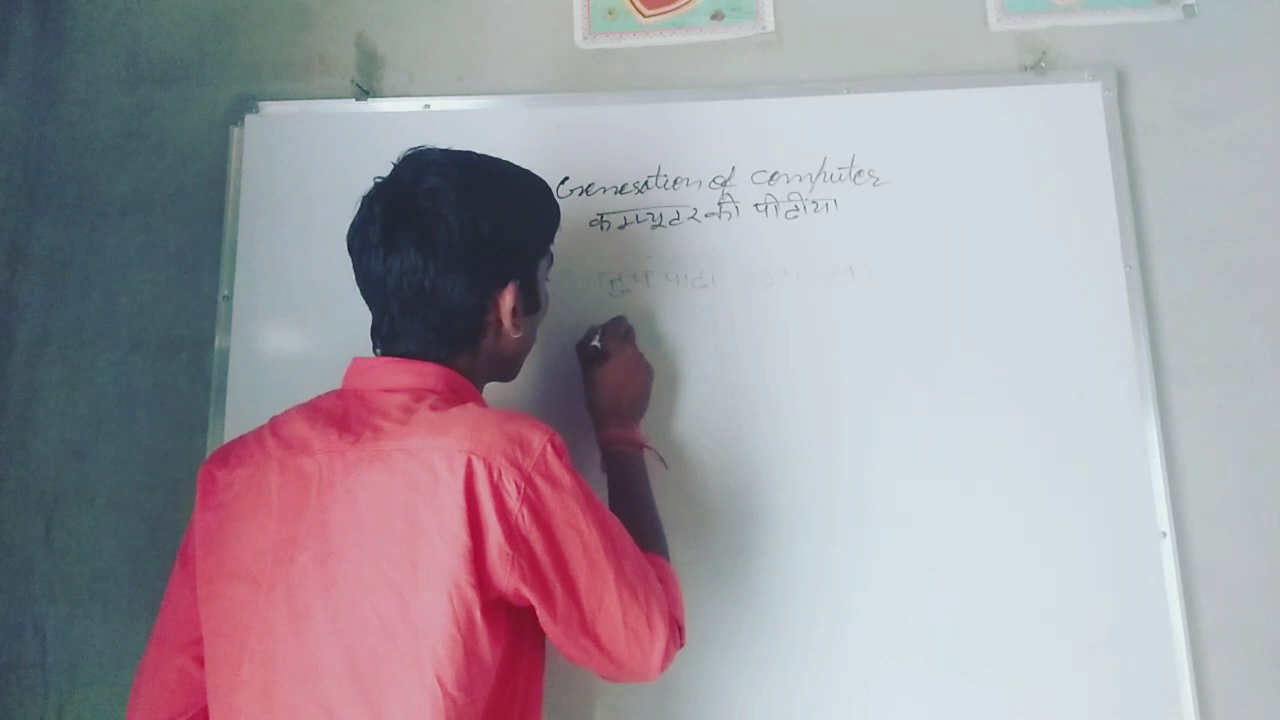 Generation of computer
कम्प्यूटर की पीढीया
पीढी